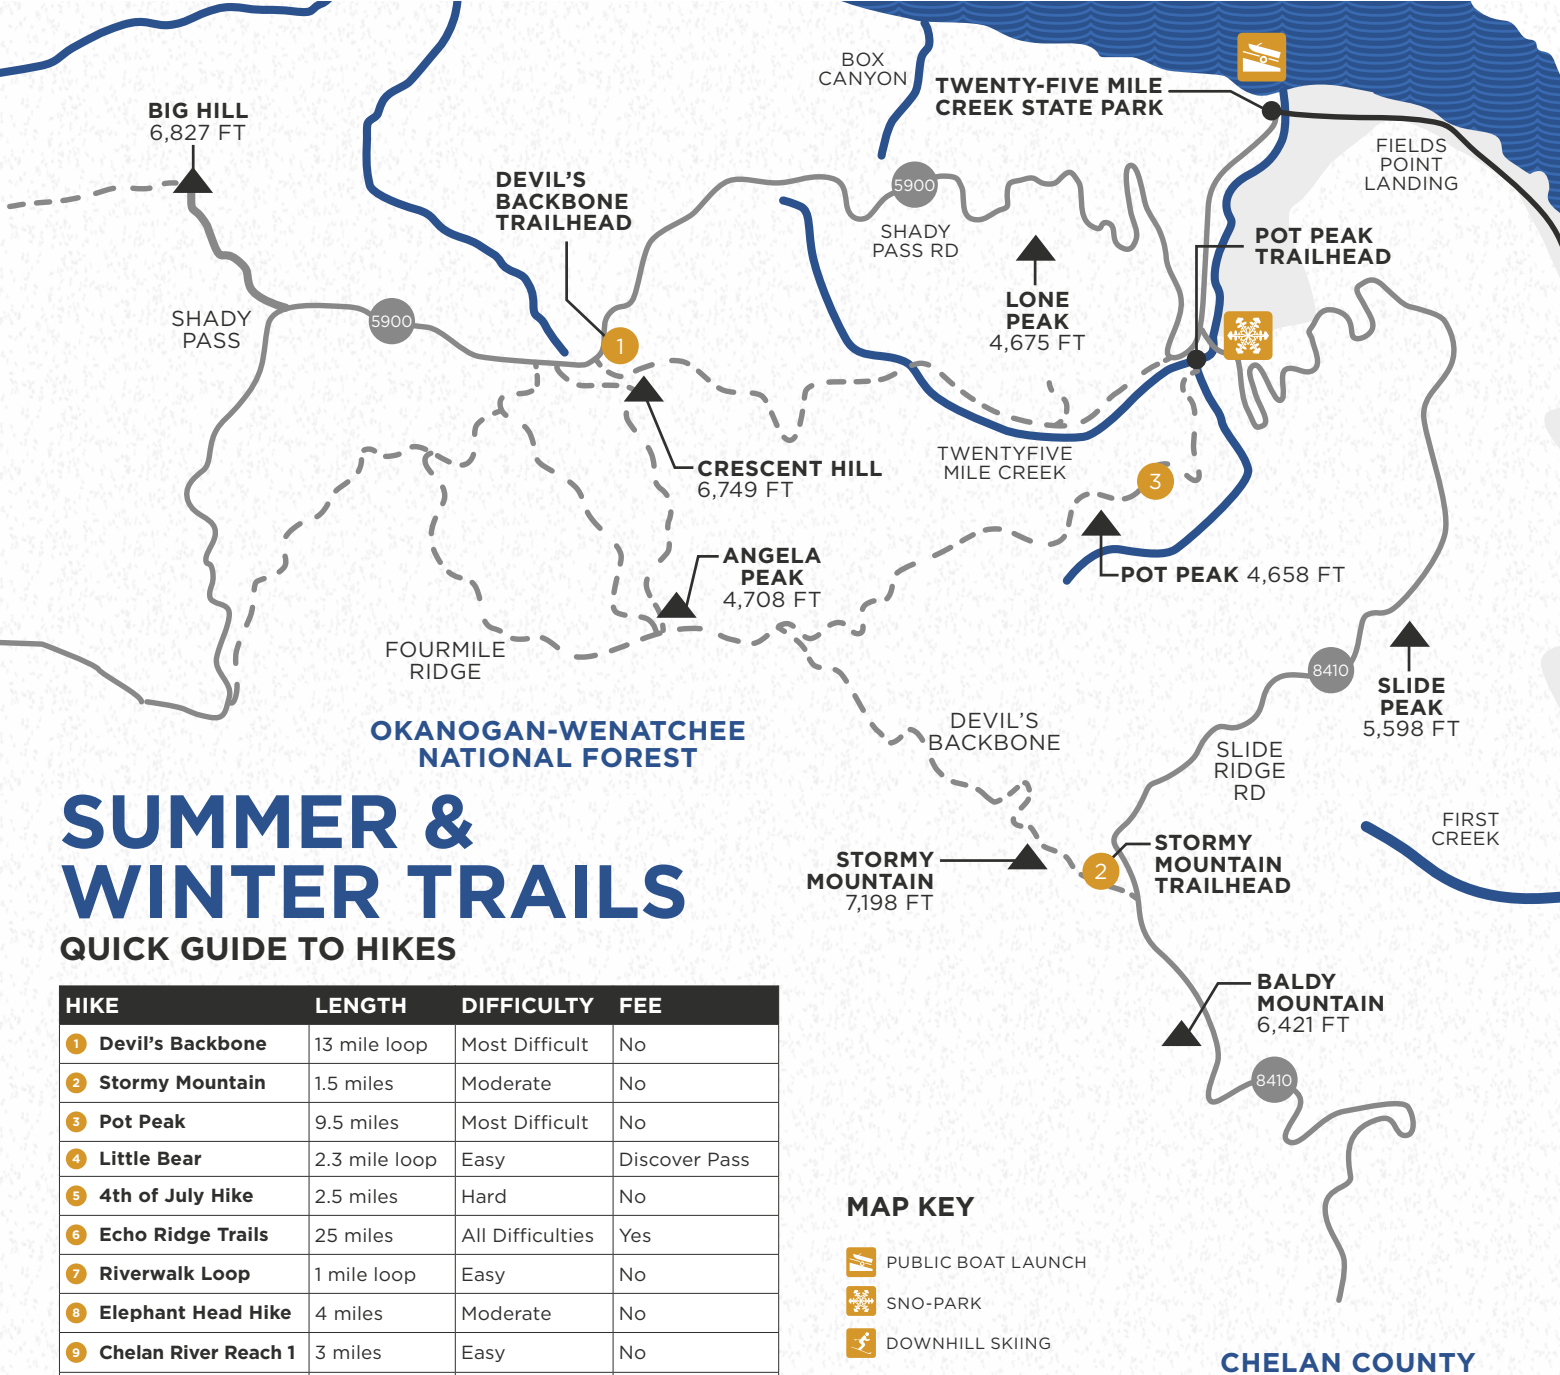 BOX
CANYON
TWENTY-FIVE MILE
CREEK STATE PARK
BIG HILL
6,827 FT
FIELDS
POINT
LANDING
DEVIL'S
BACKBONE
TRAILHEAD
5900
SHADY
PASS RD
POT PEAK
TRAILHEAD
LONE
PEAK
4,675 FT
SHADY
PASS
5900
1
CRESCENT HILL
6,749 FT
TWENTYFIVE
MILE CREEK
3
ANGELA
PEAK
4,708 FT
POT PEAK 4,658 FT
FOURMILE
RIDGE
8410
SLIDE
PEAK
5,598 FT
OKANOGAN-WENATCHEE
NATIONAL FOREST
DEVIL'S
BACKBONE
SLIDE
RIDGE
RD
FIRST
CREEK
STORMY
MOUNTAIN
7,198 FT
2
STORMY
MOUNTAIN
TRAILHEAD
BALDY
MOUNTAIN
6,421 FT
8410
SUMMER &
WINTER TRAILS
QUICK GUIDE TO HIKES
HIKE LENGTH DIFFICULTY FEE
1 Devil's Backbone 13 mile loop Most Difficult No
2 Stormy Mountain 1.5 miles Moderate No
3 Pot Peak 9.5 miles Most Difficult No
4 Little Bear 2.3 mile loop Easy Discover Pass
5 4th of July Hike 2.5 miles Hard No
6 Echo Ridge Trails 25 miles All Difficulties Yes
7 Riverwalk Loop 1 mile loop Easy No
8 Elephant Head Hike 4 miles Moderate No
9 Chelan River Reach 1 3 miles Easy No
MAP KEY
PUBLIC BOAT LAUNCH
SNO-PARK
DOWNHILL SKIING
CHELAN COUNTY